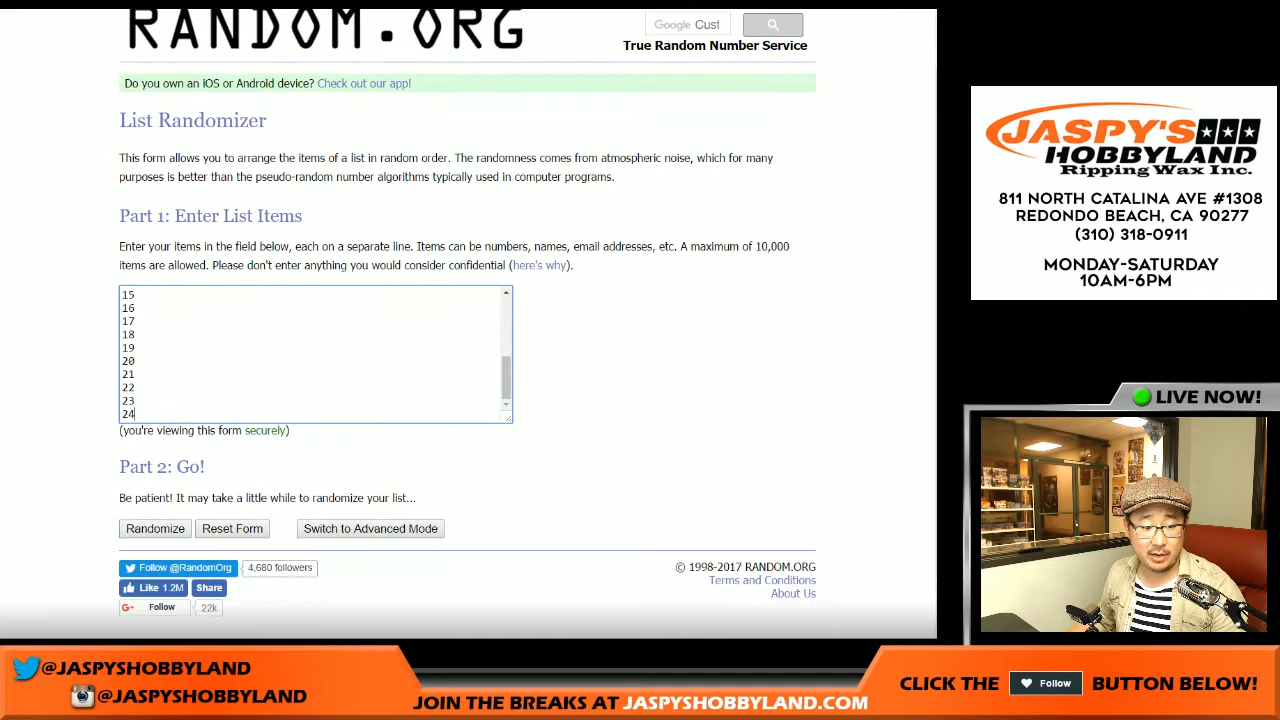 RANDOM.ORG
Google Cust
True Random Number Service
Do you own an iOS or Android device? Check out our app!
List Randomizer
This form allows you to arrange the items of a list in random order. The randomness comes from atmospheric noise, which for many
purposes is better than the pseudo-random number algorithms typically used in computer programs.
Part 1: Enter List Items
Enter your items in the field below, each on a separate line. Items can be numbers, names, email addresses, etc. A maximum of 10,000
items are allowed. Please don't enter anything you would consider confidential (here's why).
15
16
17
18
19
20
21
22
23
24
(you're viewing this form securely)
Part 2: Go!
Be patient! It may take a little while to randomize your list...
Randomize Reset Form Switch to Advanced Mode
Follow @RandomOrg 4,680 followers
Like 1.2M Share
G+ Follow 22k
© 1998-2017 RANDOM.ORG
Terms and Conditions
About Us
JASPY'S
HOBBYLAND
Ripping Wax Inc.
811 NORTH CATALINA AVE #1308
REDONDO BEACH, CA 90277
(310) 318-0911
MONDAY-SATURDAY
10AM-6PM
LIVE NOW!
@JASPYSHOBBYLAND
@JASPYSHOBBYLAND
JOIN THE BREAKS AT JASPYSHOBBYLAND.COM
CLICK THE Follow BUTTON BELOW!